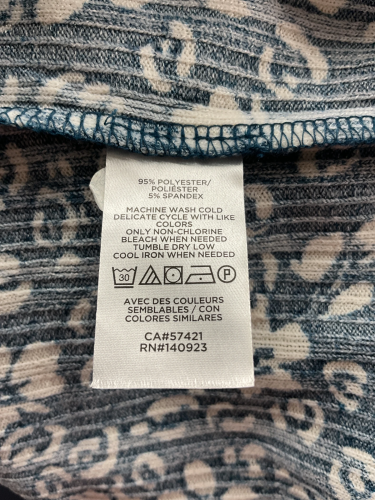 95% POLYESTER/
POLIÉSTER
5% SPANDEX
MACHINE WASH COLD
DELICATE CYCLE WITH LIKE
COLORS
ONLY NON-CHLORINE
BLEACH WHEN NEEDED
TUMBLE DRY LOW
COOL IRON WHEN NEEDED
30 P
AVEC DES COULEURS
SEMBLABLES / CON
COLORES SIMILARES
CA#57421
RN#140923